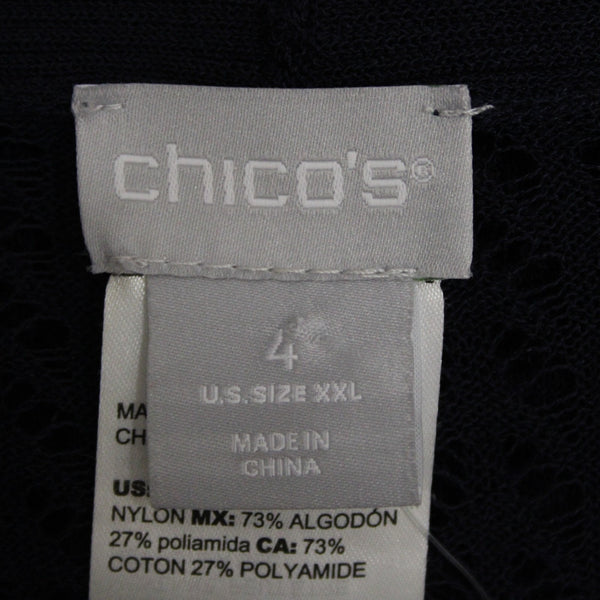 chico's®
4
U.S. SIZE XXL
MADE IN
CHINA
MA
CH
US:
NYLON MX: 73% ALGODÓN
27% poliamida CA: 73%
COTON 27% POLYAMIDE